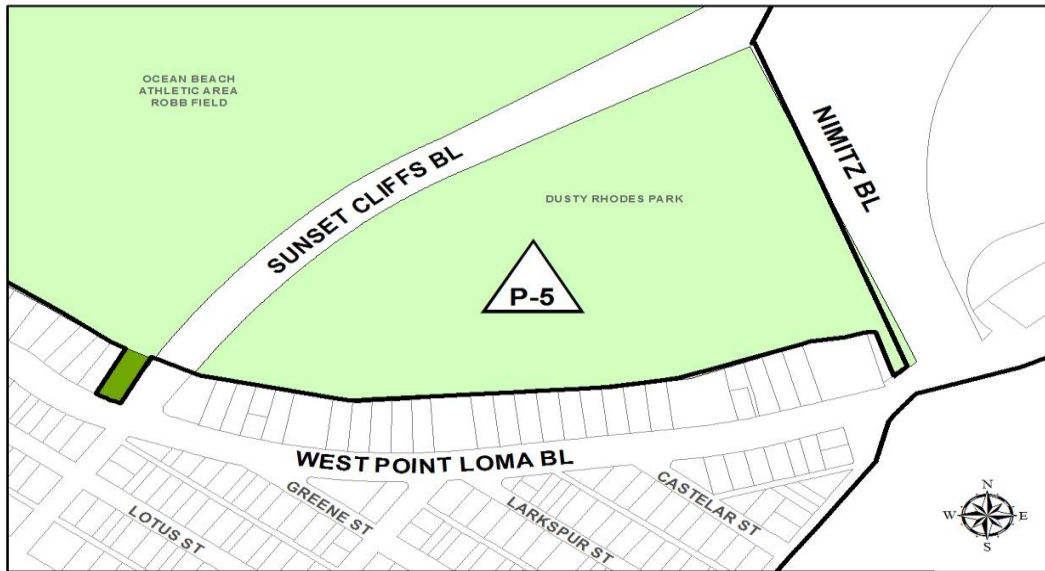 OCEAN BEACH
ATHLETIC AREA
ROBB FIELD
SUNSET CLIFFS BL
NIMITZ BL
DUSTY RHODES PARK
P-5
WEST POINT LOMA BL
GREENE ST
LOTUS ST
LARKSPUR ST
CASTELAR ST
N
W
E
S